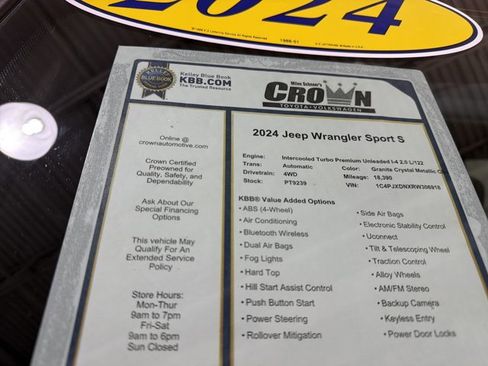 2024
Kelley Blue Book
KBB.COM
The Trusted Resource
Miles Schnaer's
CROWN
TOYOTA • VOLKSWAGEN
Online @
crownautomotive.com
Crown Certified
Preowned for
Quality, Safety, and
Dependability
Ask About Our
Special Financing
Options
This vehicle May
Qualify For An
Extended Service
Policy
Store Hours:
Mon-Thur
9am to 7pm
Fri-Sat
9am to 6pm
Sun Closed
2024 Jeep Wrangler Sport S
Engine: Intercooled Turbo Premium Unleaded I-4 2.0 L/122
Trans: Automatic Color: Granite Crystal Metallic
Drivetrain: 4WD Mileage: 18,390
Stock: PT9239 VIN: 1C4PJXDNXRW306918
KBB® Value Added Options
• ABS (4-Wheel)
• Air Conditioning
• Bluetooth Wireless
• Dual Air Bags
• Fog Lights
• Hard Top
• Hill Start Assist Control
• Push Button Start
• Power Steering
• Rollover Mitigation
• Side Air Bags
• Electronic Stability Control
• Uconnect
• Tilt & Telescoping Wheel
• Traction Control
• Alloy Wheels
• AM/FM Stereo
• Backup Camera
• Keyless Entry
• Power Door Locks